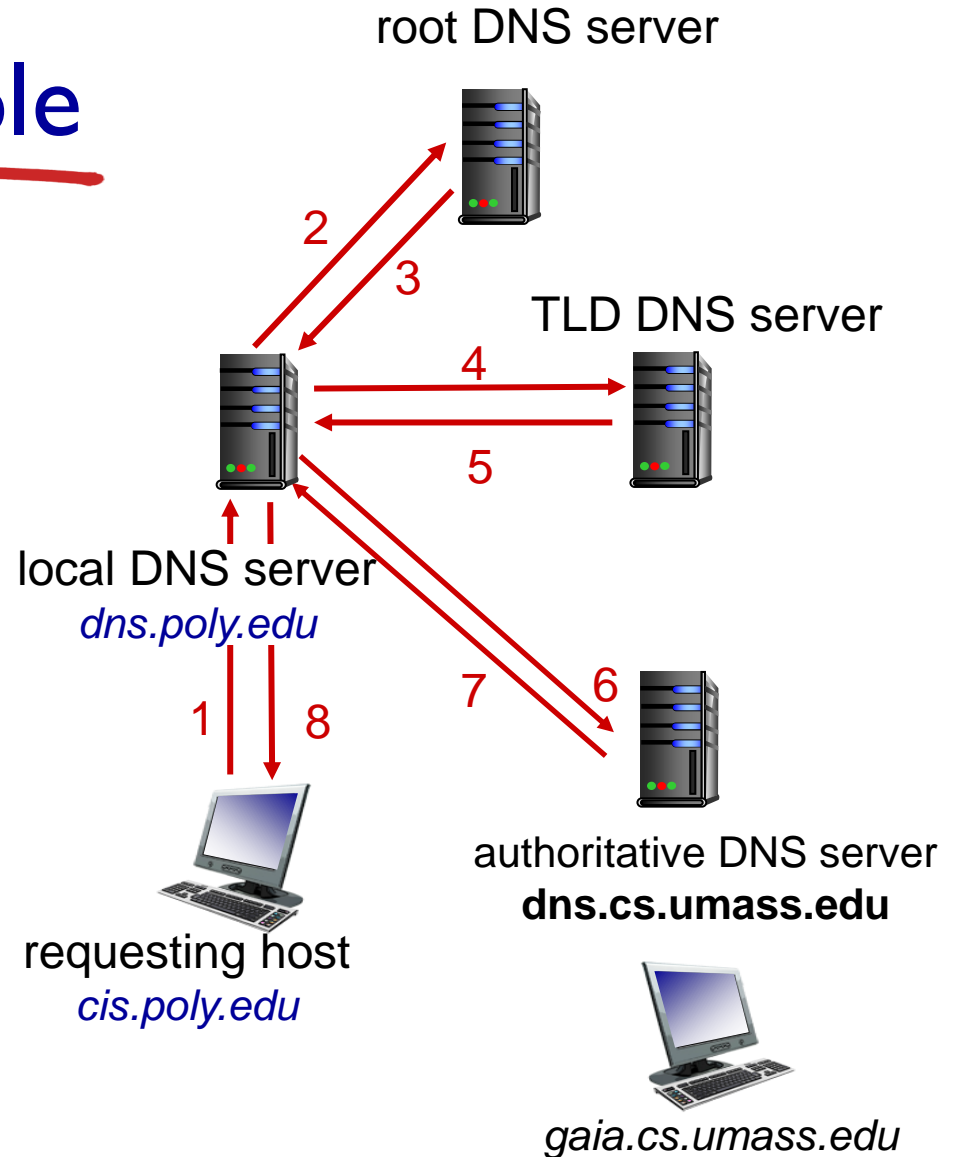 root DNS server
ole
2
3
TLD DNS server
4
5
local DNS server
dns.poly.edu
1
8
7
6
authoritative DNS server
dns.cs.umass.edu
requesting host
cis.poly.edu
gaia.cs.umass.edu